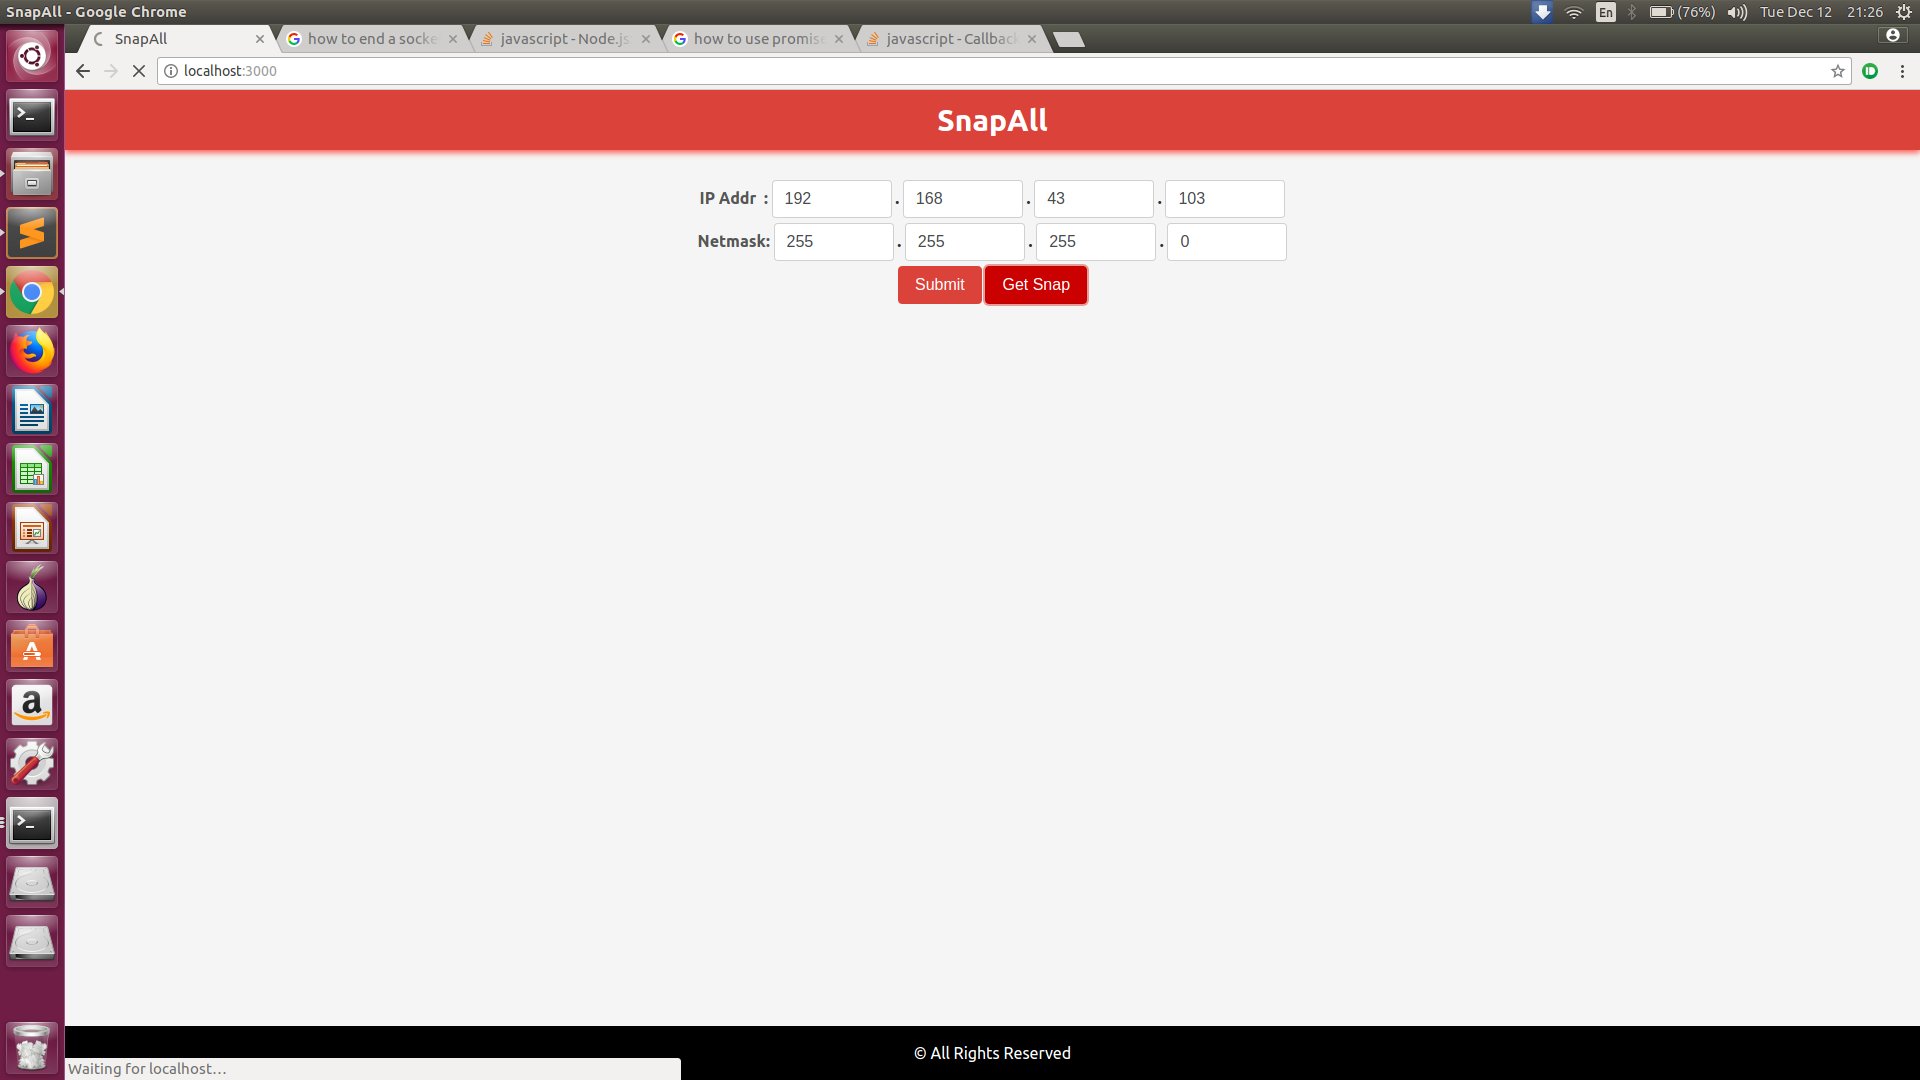 SnapAll - Google Chrome
En (76%) Tue Dec 12 21:26
SnapAll how to end a socke javascript - Node.js how to use promise javascript - Callback
localhost:3000
SnapAll
IP Addr : 192 . 168 . 43 . 103
Netmask: 255 . 255 . 255 . 0
Submit Get Snap
© All Rights Reserved
Waiting for localhost...